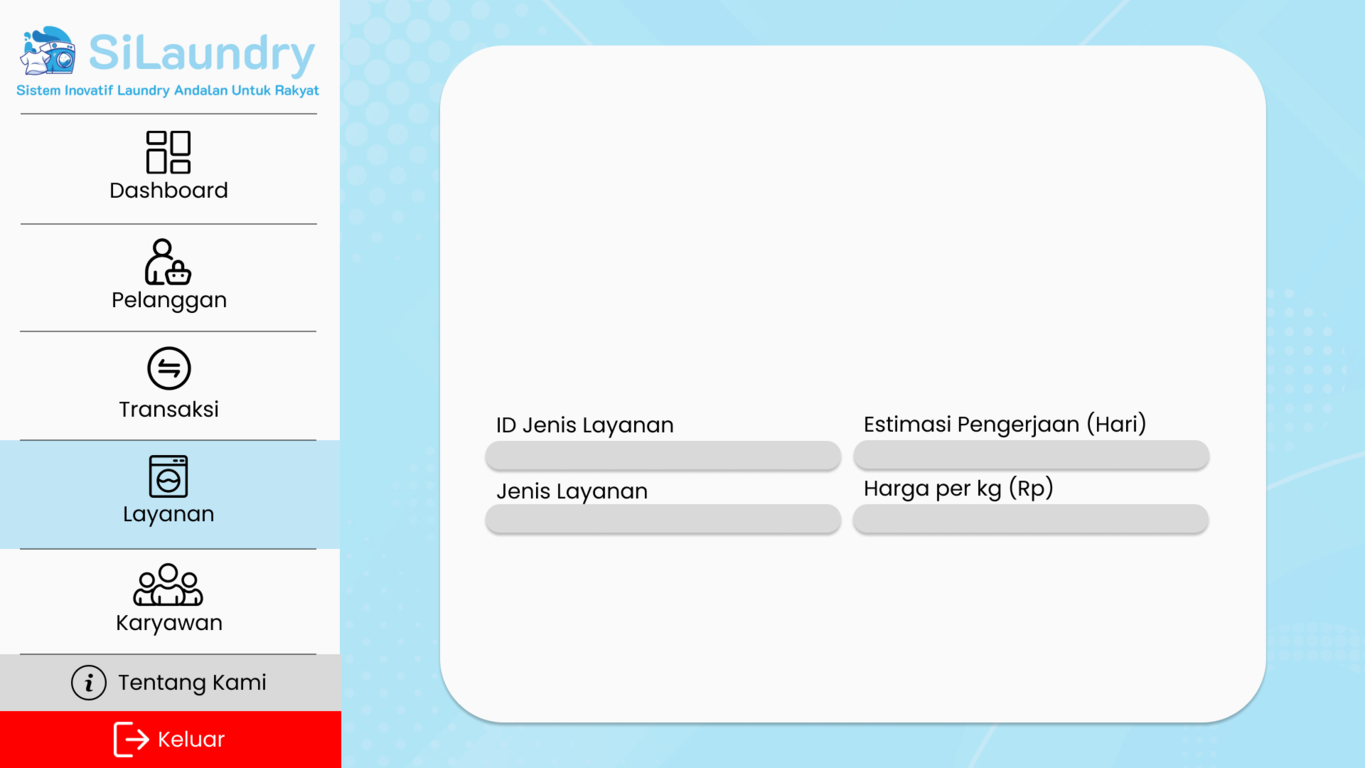 SiLaundry
Sistem Inovatif Laundry Andalan Untuk Rakyat
Dashboard
Pelanggan
Transaksi
Layanan
Karyawan
Tentang Kami
Keluar
ID Jenis Layanan
Estimasi Pengerjaan (Hari)
Jenis Layanan
Harga per kg (Rp)